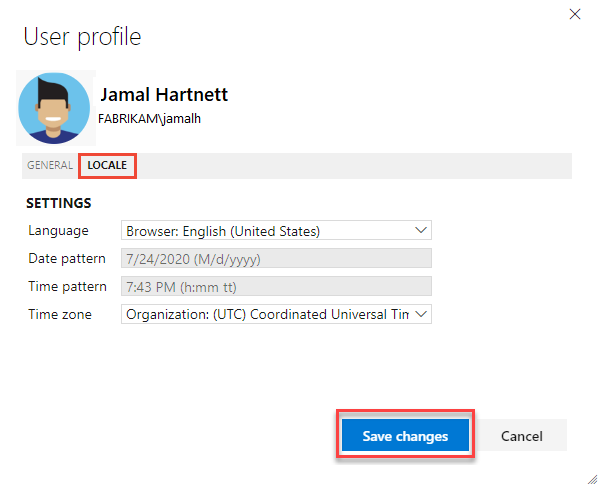 User profile
Jamal Hartnett
FABRIKAM\jamalh
GENERAL LOCALE
SETTINGS
Language Browser: English (United States)
Date pattern 7/24/2020 (M/d/yyyy)
Time pattern 7:43 PM (h:mm tt)
Time zone Organization: (UTC) Coordinated Universal Tim
Save changes Cancel